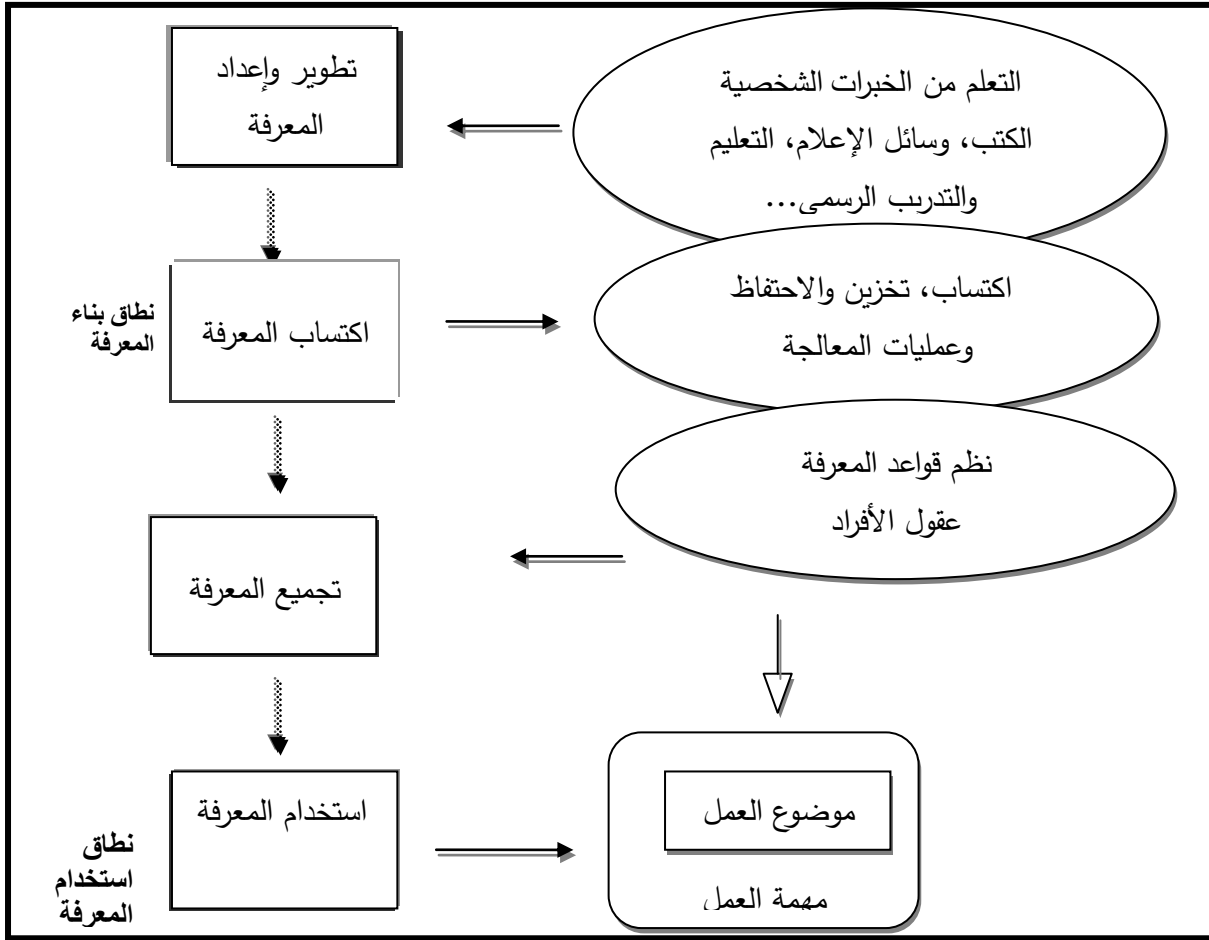 تطوير وإعداد
المعرفة
التعلم من الخبرات الشخصية
الكتب، وسائل الإعلام، التعليم
والتدريب الرسمي...
نطاق بناء
المعرفة
اكتساب المعرفة
اكتساب، تخزين والاحتفاظ
وعمليات المعالجة
نظم قواعد المعرفة
عقول الأفراد
تجميع المعرفة
استخدام المعرفة
نطاق
استخدام
المعرفة
موضوع العمل
مهمة العمل